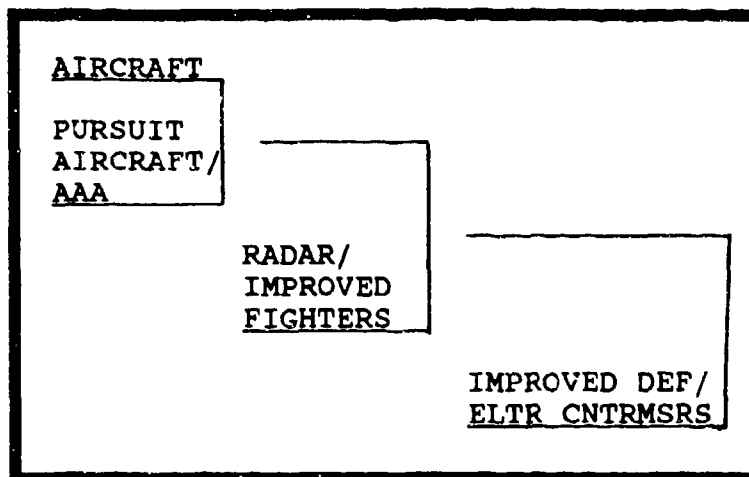 AIRCRAFT
PURSUIT
AIRCRAFT/
AAA
RADAR/
IMPROVED
FIGHTERS
IMPROVED DEF/
ELTR CNTRMSRS